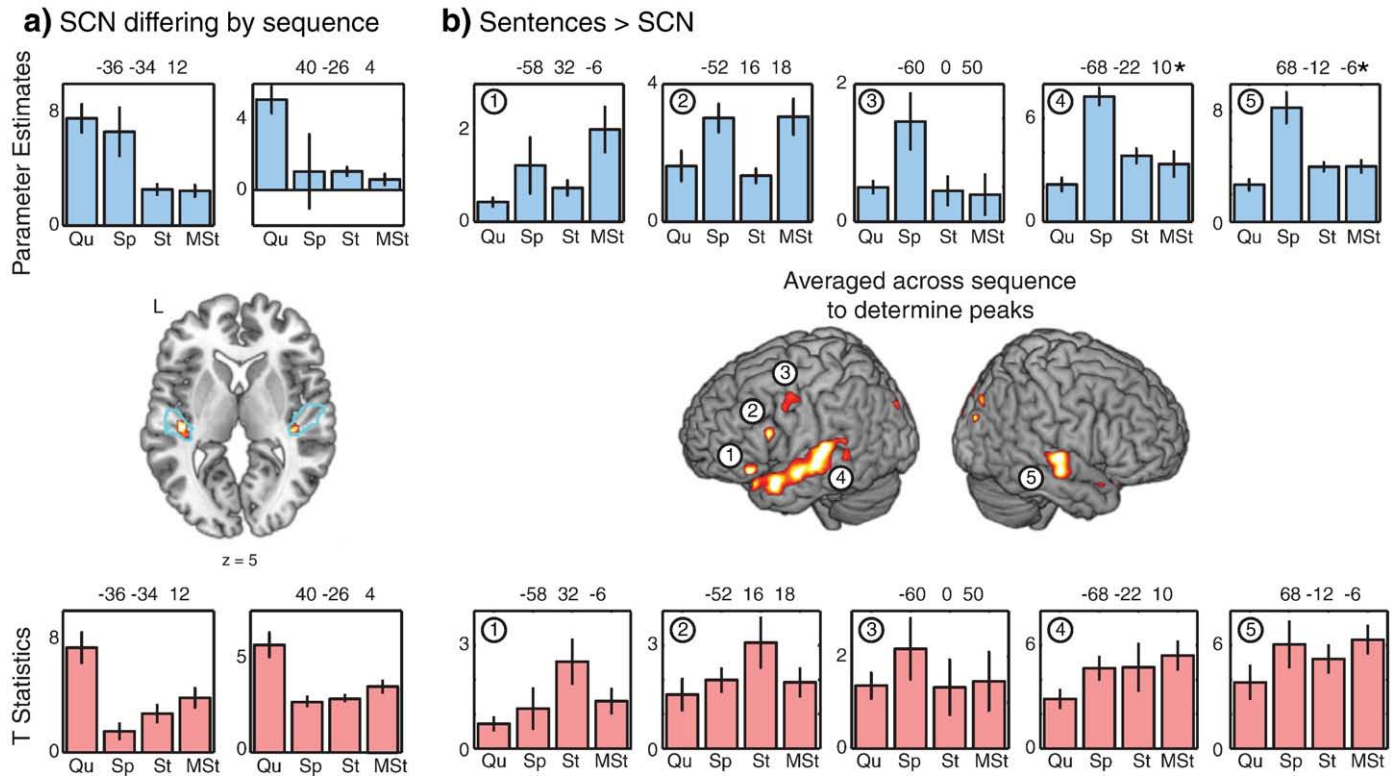 a) SCN differing by sequence
b) Sentences > SCN
Parameter Estimates
-36 -34 12
8
0
Qu Sp St MSt
40 -26 4
4
0
Qu Sp St MSt
-58 32 -6
1
2
0
Qu Sp St MSt
-52 16 18
2
4
0
Qu Sp St MSt
-60 0 50
3
2
0
Qu Sp St MSt
-68 -22 10*
4
6
0
Qu Sp St MSt
68 -12 -6*
5
8
0
Qu Sp St MSt
L
z = 5
Averaged across sequence
to determine peaks
3
2
1
4
5
T Statistics
-36 -34 12
8
0
Qu Sp St MSt
40 -26 4
5
0
Qu Sp St MSt
-58 32 -6
1
3
0
Qu Sp St MSt
-52 16 18
2
3
0
Qu Sp St MSt
-60 0 50
3
2
0
Qu Sp St MSt
-68 -22 10
4
6
0
Qu Sp St MSt
68 -12 -6
5
6
0
Qu Sp St MSt